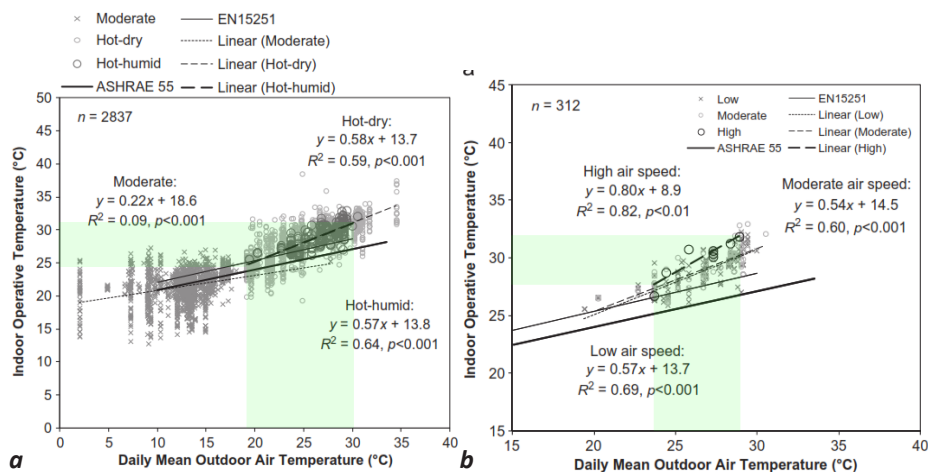 Moderate
EN15251
Hot-dry
Linear (Moderate)
Hot-humid
Linear (Hot-dry)
ASHRAE 55
Linear (Hot-humid)
50
45
40
35
30
25
20
15
10
5
0
Indoor Operative Temperature (°C)
n = 2837
Hot-dry:
y = 0.58x + 13.7
R² = 0.59, p<0.001
Moderate:
y = 0.22x + 18.6
R² = 0.09, p<0.001
Hot-humid:
y = 0.57x + 13.8
R² = 0.64, p<0.001
0 5 10 15 20 25 30 35 40
Daily Mean Outdoor Air Temperature (°C)
a
45
40
35
30
25
20
15
10
Indoor Operative Temperature (°C)
n = 312
Low
EN15251
Moderate
Linear (Low)
High
Linear (Moderate)
ASHRAE 55
Linear (High)
High air speed:
y = 0.80x + 8.9
R² = 0.82, p<0.01
Moderate air speed:
y = 0.54x + 14.5
R² = 0.60, p<0.001
Low air speed:
y = 0.57x + 13.7
R² = 0.69, p<0.001
15 20 25 30 35 40
Daily Mean Outdoor Air Temperature (°C)
b